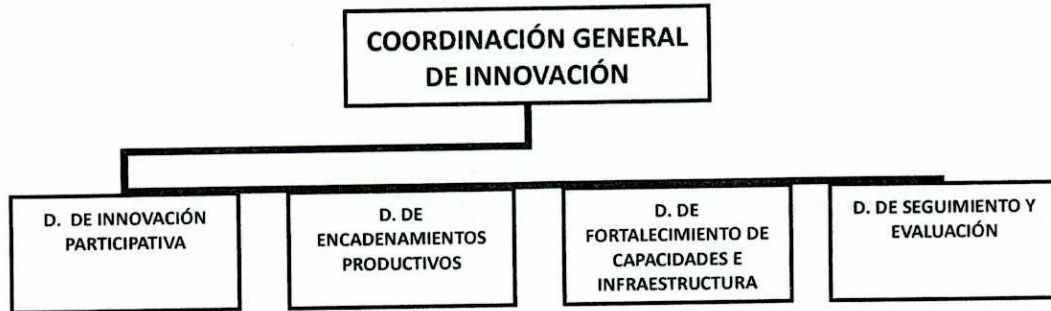 COORDINACIÓN GENERAL
DE INNOVACIÓN
D. DE INNOVACIÓN
PARTICIPATIVA
D. DE
ENCADENAMIENTOS
PRODUCTIVOS
D. DE
FORTALECIMIENTO DE
CAPACIDADES E
INFRAESTRUCTURA
D. DE SEGUIMIENTO Y
EVALUACIÓN